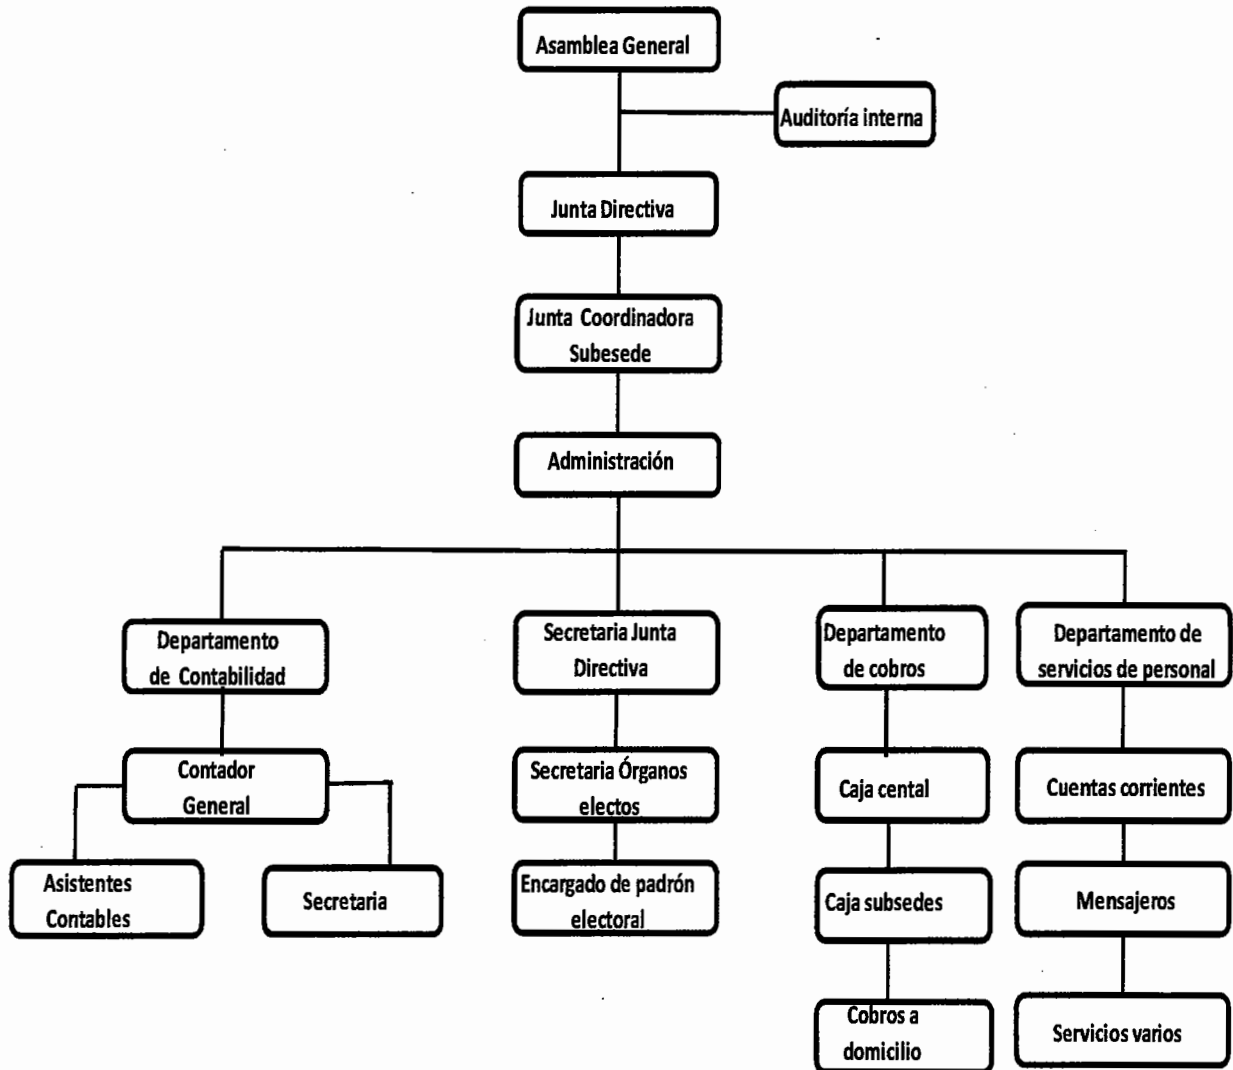 Asamblea General
Auditoría interna
Junta Directiva
Junta Coordinadora
Subesede
Administración
Departamento
de Contabilidad
Secretaria Junta
Directiva
Departamento
de cobros
Departamento de
servicios de personal
Contador
General
Secretaria Órganos
electos
Caja cental
Cuentas corrientes
Asistentes
Contables
Secretaria
Encargado de padrón
electoral
Caja subsedes
Mensajeros
Cobros a
domicilio
Servicios varios